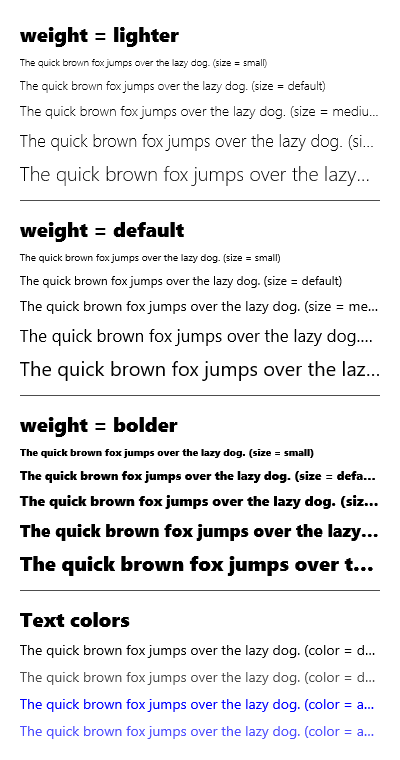 weight = lighter
The quick brown fox jumps over the lazy dog. (size = small)
The quick brown fox jumps over the lazy dog. (size = default)
The quick brown fox jumps over the lazy dog. (size = mediu...
The quick brown fox jumps over the lazy dog. (si...
The quick brown fox jumps over the lazy...
weight = default
The quick brown fox jumps over the lazy dog. (size = small)
The quick brown fox jumps over the lazy dog. (size = default)
The quick brown fox jumps over the lazy dog. (size = me...
The quick brown fox jumps over the lazy dog....
The quick brown fox jumps over the laz...
weight = bolder
The quick brown fox jumps over the lazy dog. (size = small)
The quick brown fox jumps over the lazy dog. (size = defa...
The quick brown fox jumps over the lazy dog. (siz...
The quick brown fox jumps over the lazy...
The quick brown fox jumps over t...
Text colors
The quick brown fox jumps over the lazy dog. (color = d...
The quick brown fox jumps over the lazy dog. (color = d...
The quick brown fox jumps over the lazy dog. (color = a...
The quick brown fox jumps over the lazy dog. (color = a...